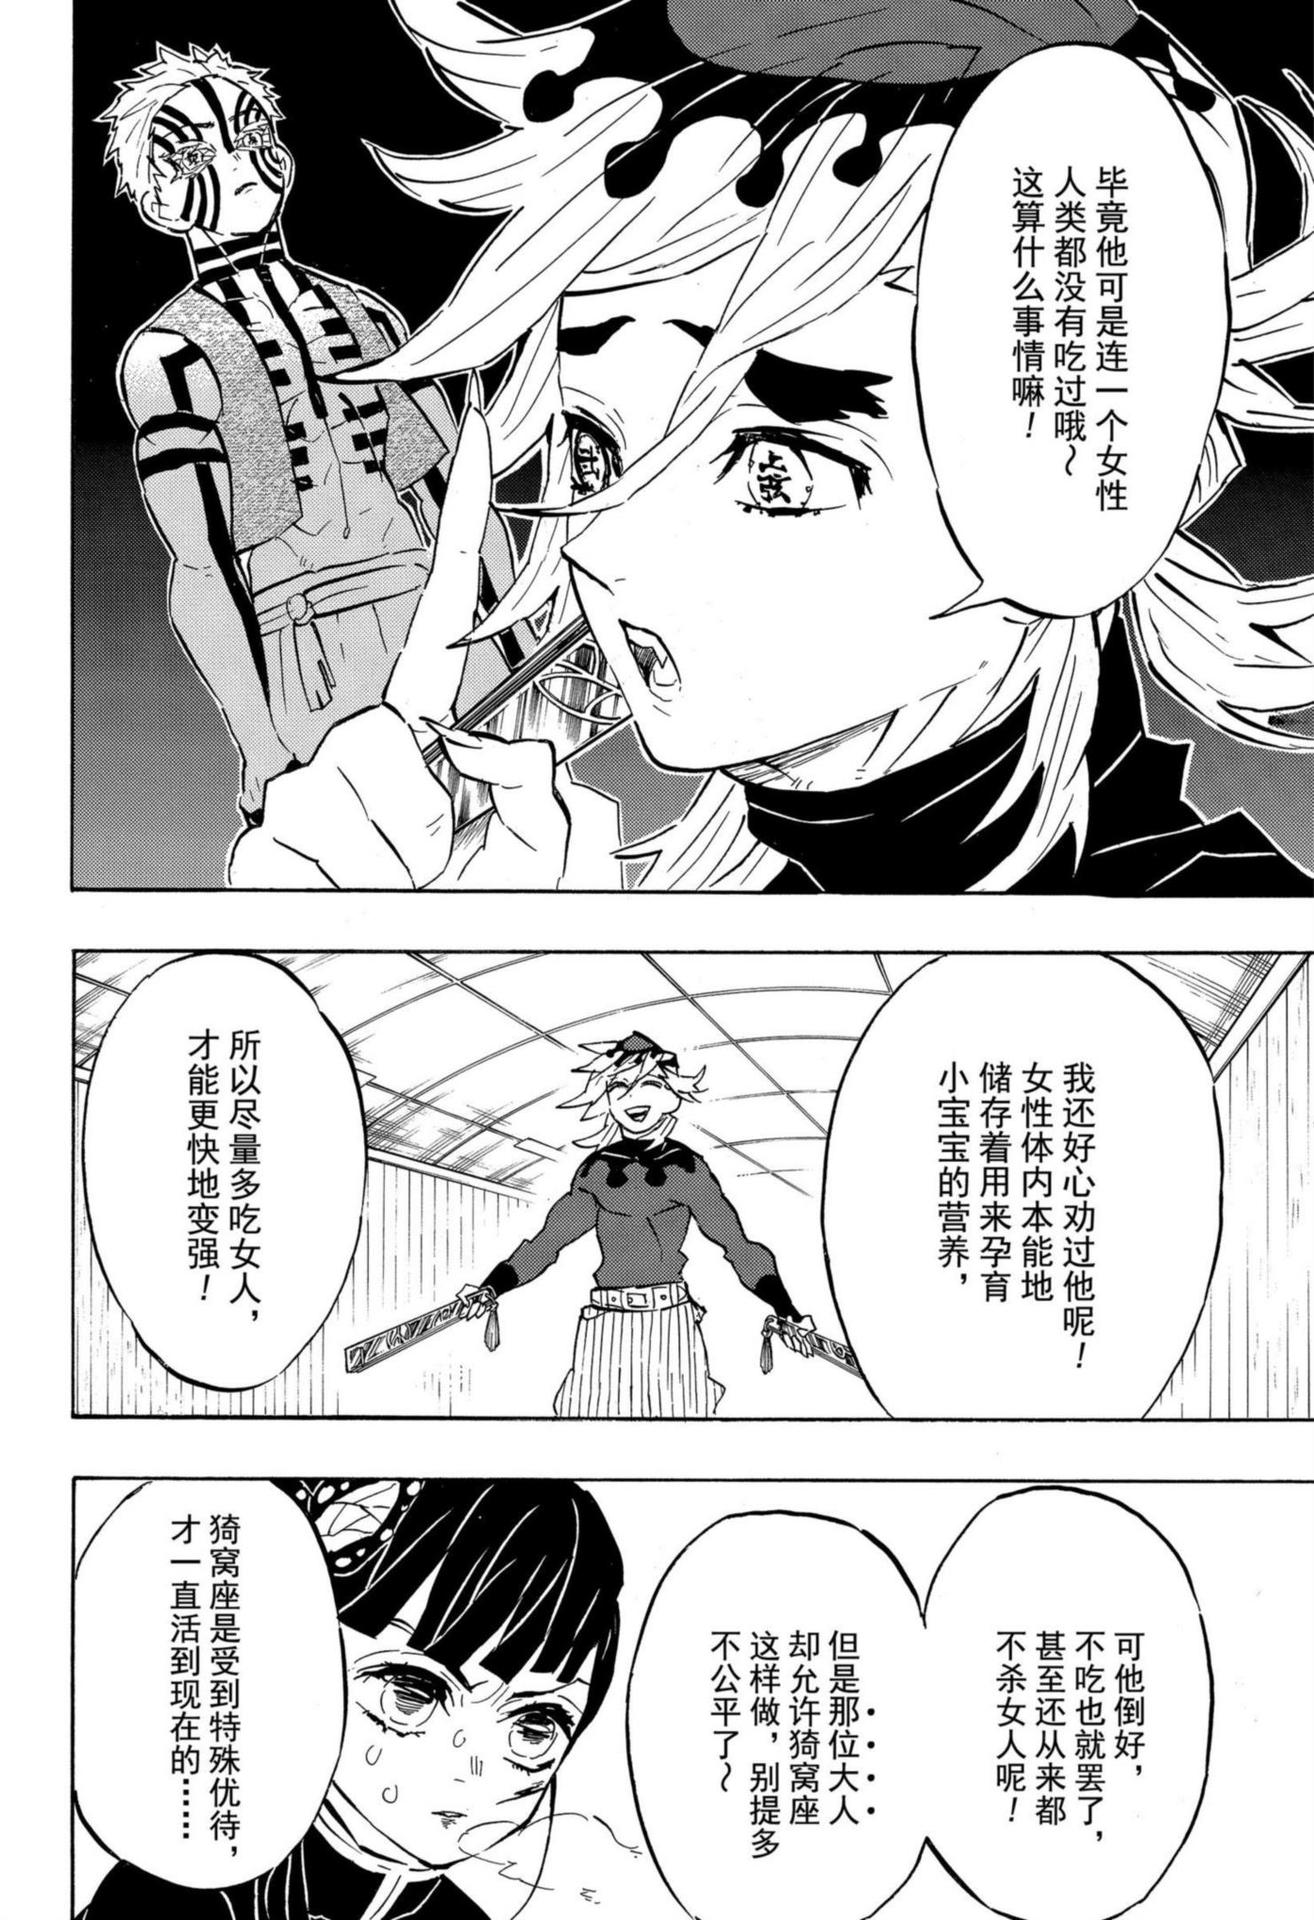 毕竟他可是连一个女性
人类都没有吃过哦～
这算什么事情嘛！
上弦
我还好心劝过他呢！
女性体内本能地
储存着用来孕育
小宝宝的营养，
所以尽量多吃女人，
才能更快地变强！
可他倒好，
不吃也就罢了，
甚至还从来都
不杀女人呢！
但是那位大人
却允许猗窝座
这样做，别提多
不公平了～
猗窝座是受到特殊优待，
才一直活到现在的……